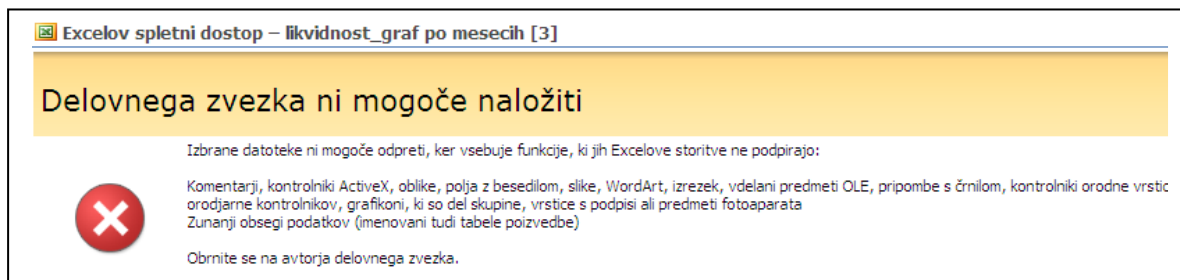 Excelov spletni dostop – likvidnost_graf po mesecih [3]
Delovnega zvezka ni mogoče naložiti
Izbrane datoteke ni mogoče odpreti, ker vsebuje funkcije, ki jih Excelove storitve ne podpirajo:
Komentarji, kontrolniki ActiveX, oblike, polja z besedilom, slike, WordArt, izrezek, vdelani predmeti OLE, pripombe s črnilom, kontrolniki orodne vrstic
orodjarne kontrolnikov, grafikoni, ki so del skupine, vrstice s podpisi ali predmeti fotoaparata
Zunanji obsegi podatkov (imenovani tudi tabele poizvedbe)
Obrnite se na avtorja delovnega zvezka.